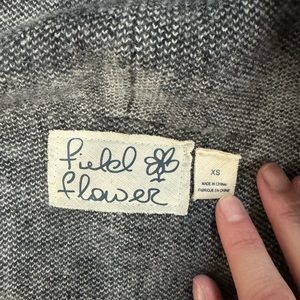 field
flower
XS
MADE IN CHINA
FABRIQUÉ EN CHINE